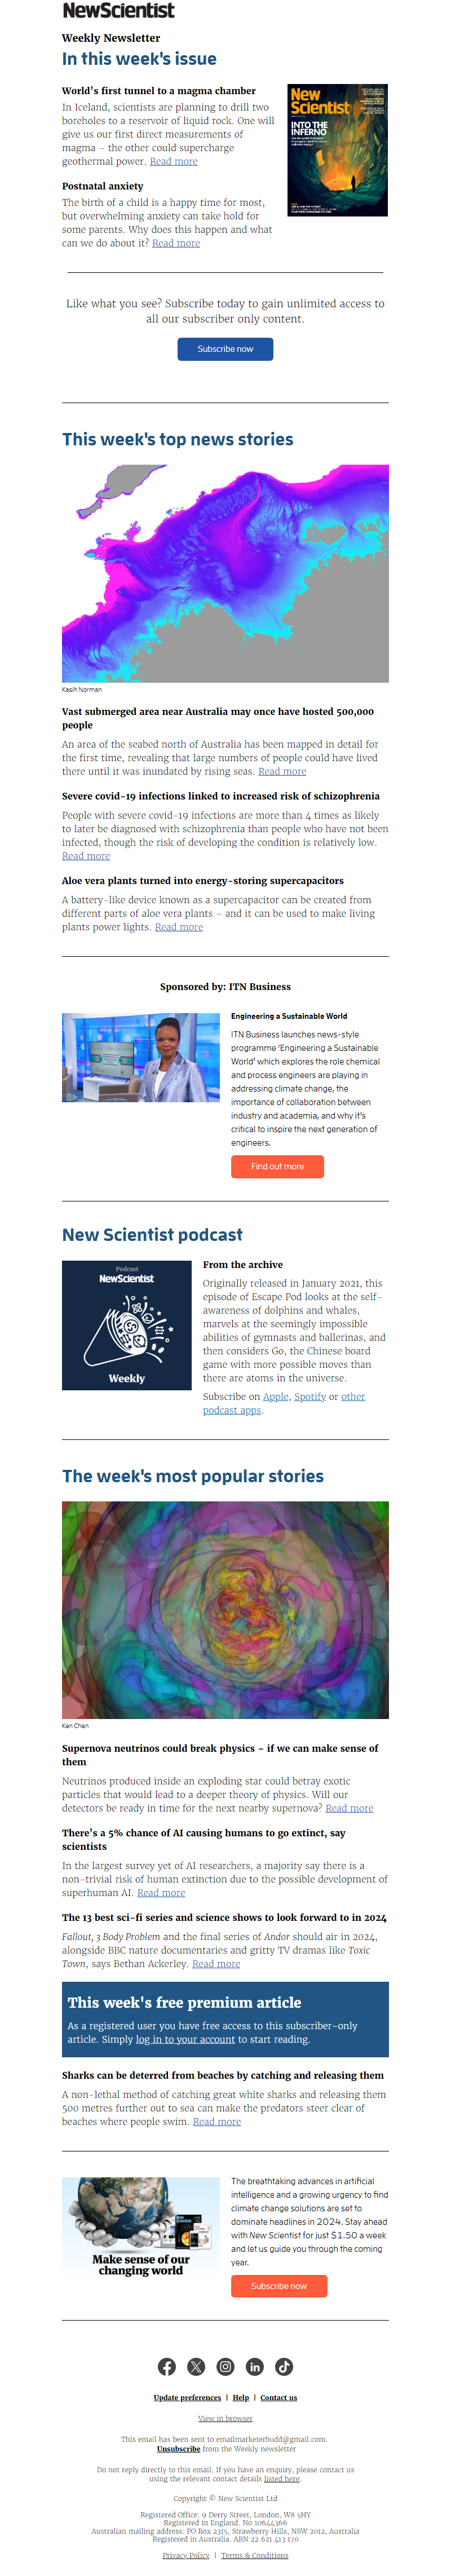 NewScientist
Weekly Newsletter
In this week's issue
World's first tunnel to a magma chamber
In Iceland, scientists are planning to drill two
boreholes to a reservoir of liquid rock. One will
give us our first direct measurements of
magma – the other could supercharge
geothermal power. Read more
New
Scientist
INTO THE
INFERNO
Postnatal anxiety
The birth of a child is a happy time for most,
but overwhelming anxiety can take hold for
some parents. Why does this happen and what
can we do about it? Read more
Like what you see? Subscribe today to gain unlimited access to
all our subscriber only content.
Subscribe now
This week's top news stories
Kasih Norman
Vast submerged area near Australia may once have hosted 500,000
people
An area of the seabed north of Australia has been mapped in detail for
the first time, revealing that large numbers of people could have lived
there until it was inundated by rising seas. Read more
Severe covid-19 infections linked to increased risk of schizophrenia
People with severe covid-19 infections are more than 4 times as likely
to later be diagnosed with schizophrenia than people who have not been
infected, though the risk of developing the condition is relatively low.
Read more
Aloe vera plants turned into energy-storing supercapacitors
A battery-like device known as a supercapacitor can be created from
different parts of aloe vera plants – and it can be used to make living
plants power lights. Read more
Sponsored by: ITN Business
Engineering a Sustainable World
ITN Business launches news-style
programme 'Engineering a Sustainable
World' which explores the role chemical
and process engineers are playing in
addressing climate change, the
importance of collaboration between
industry and academia, and why it's
critical to inspire the next generation of
engineers.
Find out more
New Scientist podcast
Podcast
NewScientist
Weekly
From the archive
Originally released in January 2021, this
episode of Escape Pod looks at the self-
awareness of dolphins and whales,
marvels at the seemingly impossible
abilities of gymnasts and ballerinas, and
then considers Go, the Chinese board
game with more possible moves than
there are atoms in the universe.
Subscribe on Apple, Spotify or other
podcast apps.
The week's most popular stories
Ken Chen
Supernova neutrinos could break physics – if we can make sense of
them
Neutrinos produced inside an exploding star could betray exotic
particles that would lead to a deeper theory of physics. Will our
detectors be ready in time for the next nearby supernova? Read more
There's a 5% chance of AI causing humans to go extinct, say
scientists
In the largest survey yet of AI researchers, a majority say there is a
non-trivial risk of human extinction due to the possible development of
superhuman AI. Read more
The 13 best sci-fi series and science shows to look forward to in 2024
Fallout, 3 Body Problem and the final series of Andor should air in 2024,
alongside BBC nature documentaries and gritty TV dramas like Toxic
Town, says Bethan Ackerley. Read more
This week's free premium article
As a registered user you have free access to this subscriber-only
article. Simply log in to your account to start reading.
Sharks can be deterred from beaches by catching and releasing them
A non-lethal method of catching great white sharks and releasing them
500 metres further out to sea can make the predators steer clear of
beaches where people swim. Read more
Make sense of our
changing world
The breathtaking advances in artificial
intelligence and a growing urgency to find
climate change solutions are set to
dominate headlines in 2024. Stay ahead
with New Scientist for just $1.50 a week
and let us guide you through the coming
year.
Subscribe now
Update preferences | Help | Contact us
View in browser
This email has been sent to emailmarketerbudd@gmail.com.
Unsubscribe from the Weekly newsletter
Do not reply directly to this email. If you have an enquiry, please contact us
using the relevant contact details listed here.
Copyright © New Scientist Ltd
Registered Office: 9 Derry Street, London, W8 5HY
Registered in England. No.10644366
Australian mailing address: PO Box 2315, Strawberry Hills, NSW 2012, Australia
Registered in Australia. ABN 22 621 413 170
Privacy Policy | Terms & Conditions